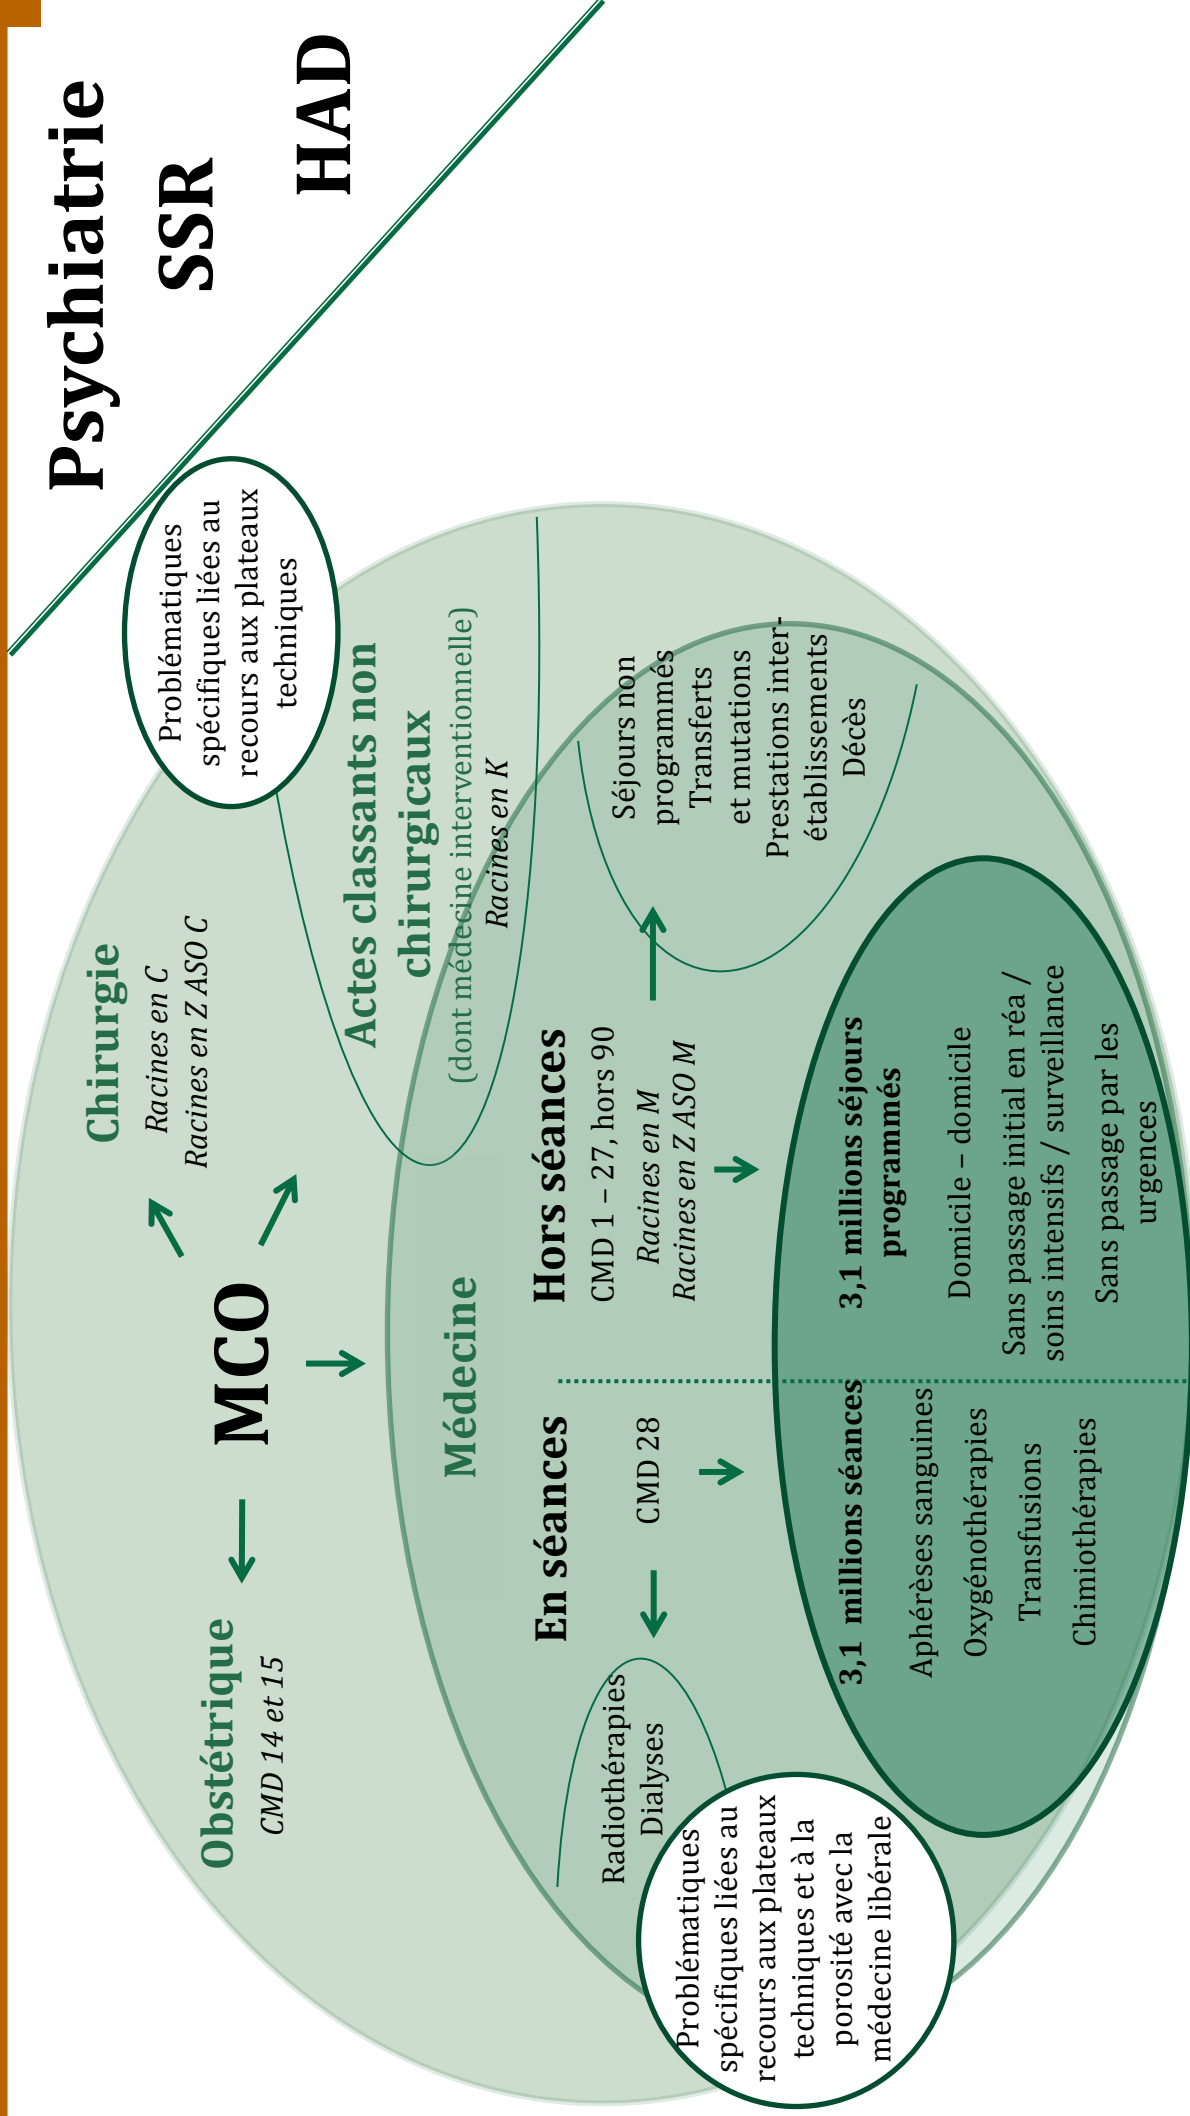 Psychiatrie
SSR
HAD
MCO
Obstétrique
CMD 14 et 15
Chirurgie
Racines en C
Racines en Z ASO C
Problématiques
spécifiques liées au
recours aux plateaux
techniques
Actes classants non
chirurgicaux
(dont médecine interventionnelle)
Racines en K
Médecine
En séances
CMD 28
Radiothérapies
Dialyses
Problématiques
spécifiques liées au
recours aux plateaux
techniques et à la
porosité avec la
médecine libérale
Hors séances
CMD 1 – 27, hors 90
Racines en M
Racines en Z ASO M
Séjours non
programmés
Transferts
et mutations
Prestations inter-
établissements
Décès
3,1 millions séances
Aphérèses sanguines
Oxygénothérapies
Transfusions
Chimiothérapies
3,1 millions séjours
programmés
Domicile – domicile
Sans passage initial en réa /
soins intensifs / surveillance
Sans passage par les
urgences